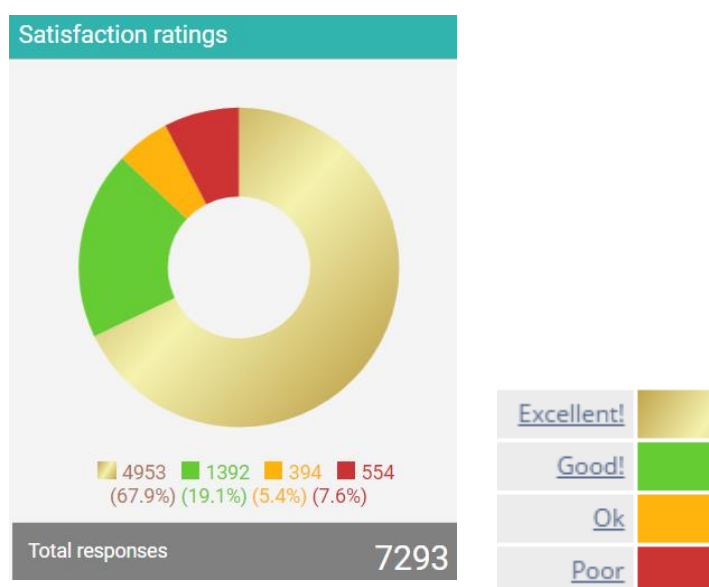 Satisfaction ratings
4953 1392 394 554
(67.9%) (19.1%) (5.4%) (7.6%)
Total responses 7293
Excellent!
Good!
Ok
Poor